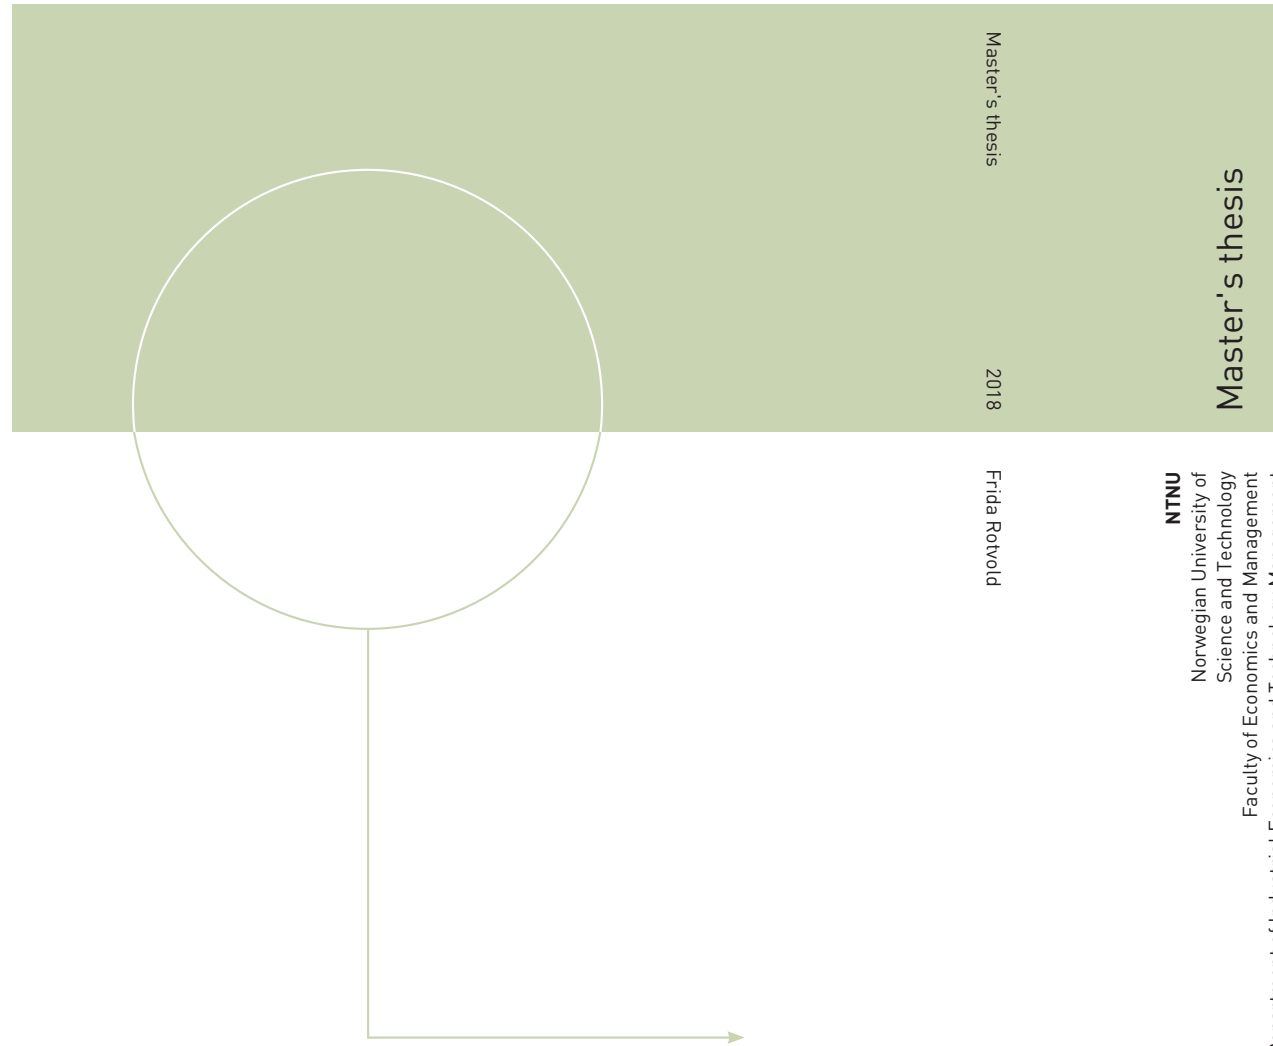 Master's thesis
2018
Frida Rotvold
Master's thesis
NTNU
Norwegian University of
Science and Technology
Faculty of Economics and Management